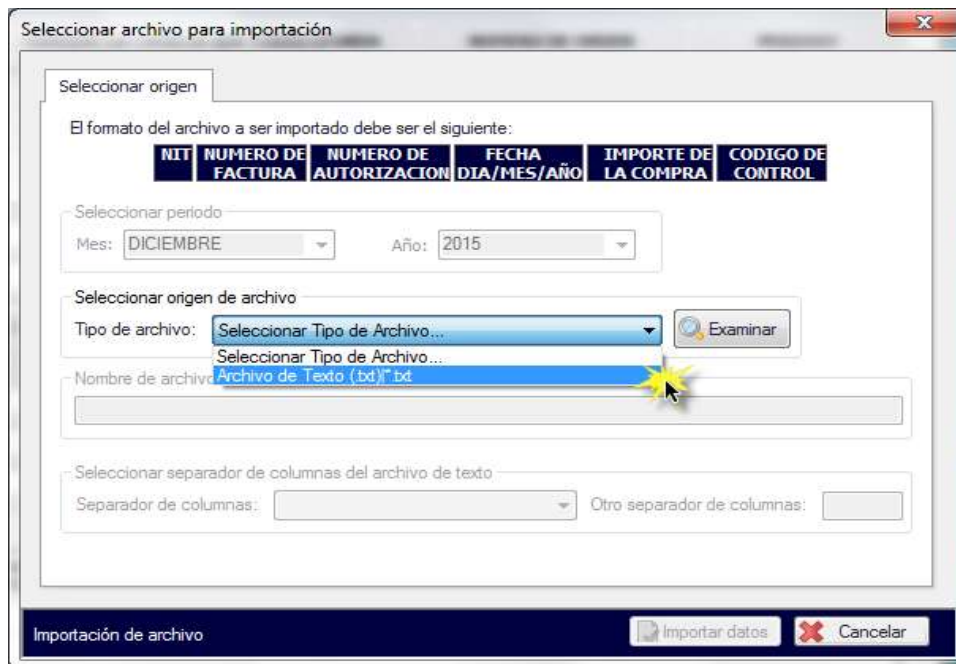 Seleccionar archivo para importación
Seleccionar origen
El formato del archivo a ser importado debe ser el siguiente:
NIT NUMERO DE FACTURA NUMERO DE AUTORIZACION FECHA DIA/MES/AÑO IMPORTE DE LA COMPRA CODIGO DE CONTROL
Seleccionar periodo
Mes: DICIEMBRE Año: 2015
Seleccionar origen de archivo
Tipo de archivo: Seleccionar Tipo de Archivo... Examinar
Seleccionar Tipo de Archivo...
Archivo de Texto (.txt)|*.txt
Nombre de archivo
Seleccionar separador de columnas del archivo de texto
Separador de columnas: Otro separador de columnas:
Importación de archivo Importar datos Cancelar